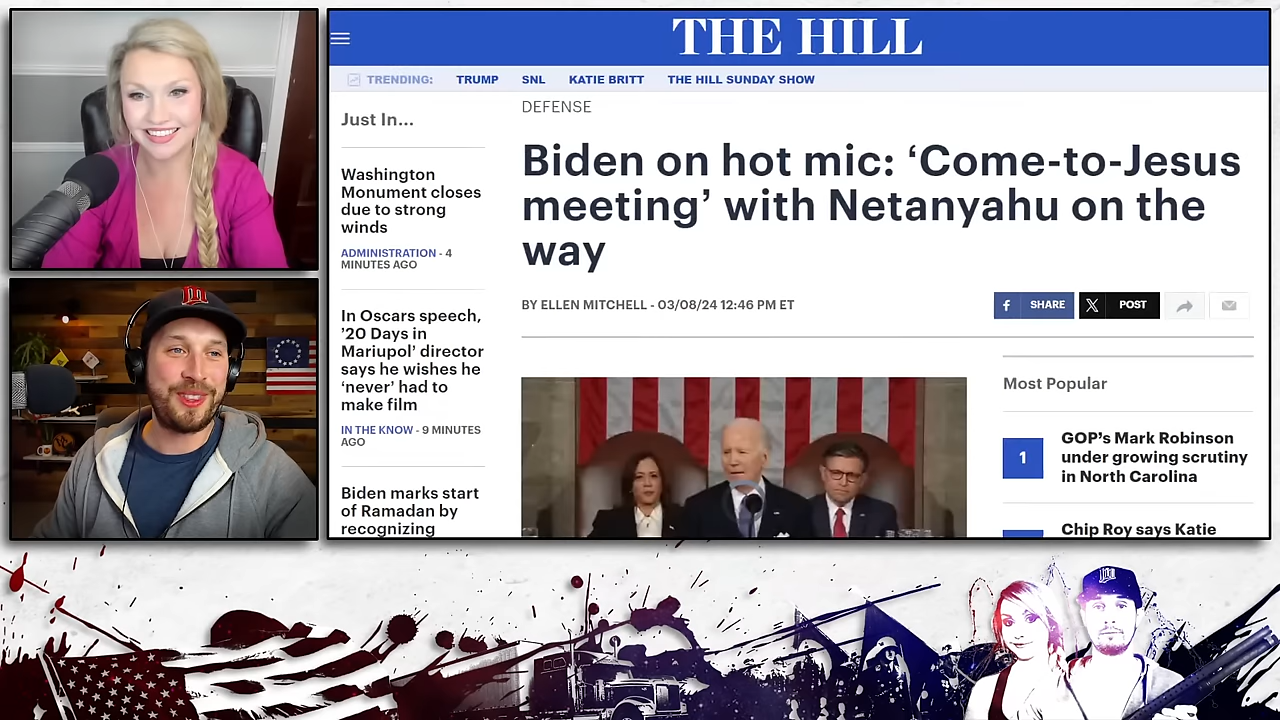 THE HILL
TRENDING:
TRUMP
SNL
KATIE BRITT
THE HILL SUNDAY SHOW
Just In...
Washington
Monument closes
due to strong
winds
ADMINISTRATION - 4
MINUTES AGO
In Oscars speech,
’20 Days in
Mariupol’ director
says he wishes he
‘never’ had to
make film
IN THE KNOW - 9 MINUTES
AGO
Biden marks start
of Ramadan by
recognizing
DEFENSE
Biden on hot mic: ‘Come-to-Jesus
meeting’ with Netanyahu on the
way
BY ELLEN MITCHELL - 03/08/24 12:46 PM ET
SHARE
POST
Most Popular
1
GOP’s Mark Robinson
under growing scrutiny
in North Carolina
Chip Roy says Katie